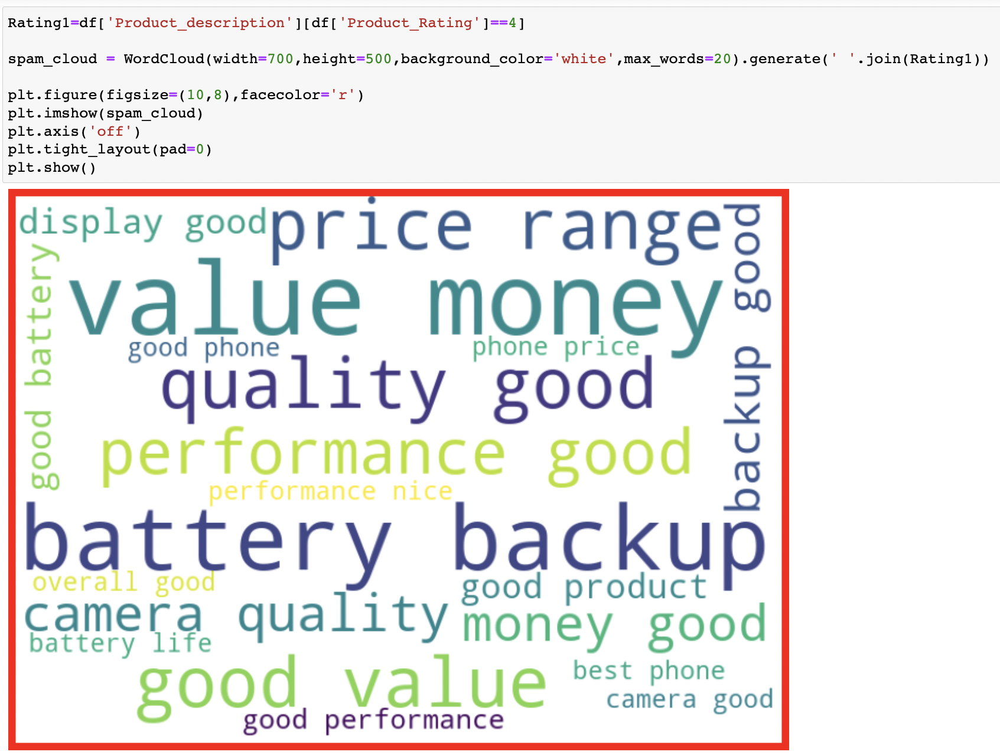 Rating1=df['Product_description'][df['Product_Rating']==4]
spam_cloud = WordCloud(width=700,height=500,background_color='white',max_words=20).generate(' '.join(Rating1))
plt.figure(figsize=(10,8),facecolor='r')
plt.imshow(spam_cloud)
plt.axis('off')
plt.tight_layout(pad=0)
plt.show()
display good
price range
backup good
good battery
value money
good phone
phone price
quality good
performance good
performance nice
battery backup
overall good
good product
camera quality
money good
battery life
good value
best phone
camera good
good performance